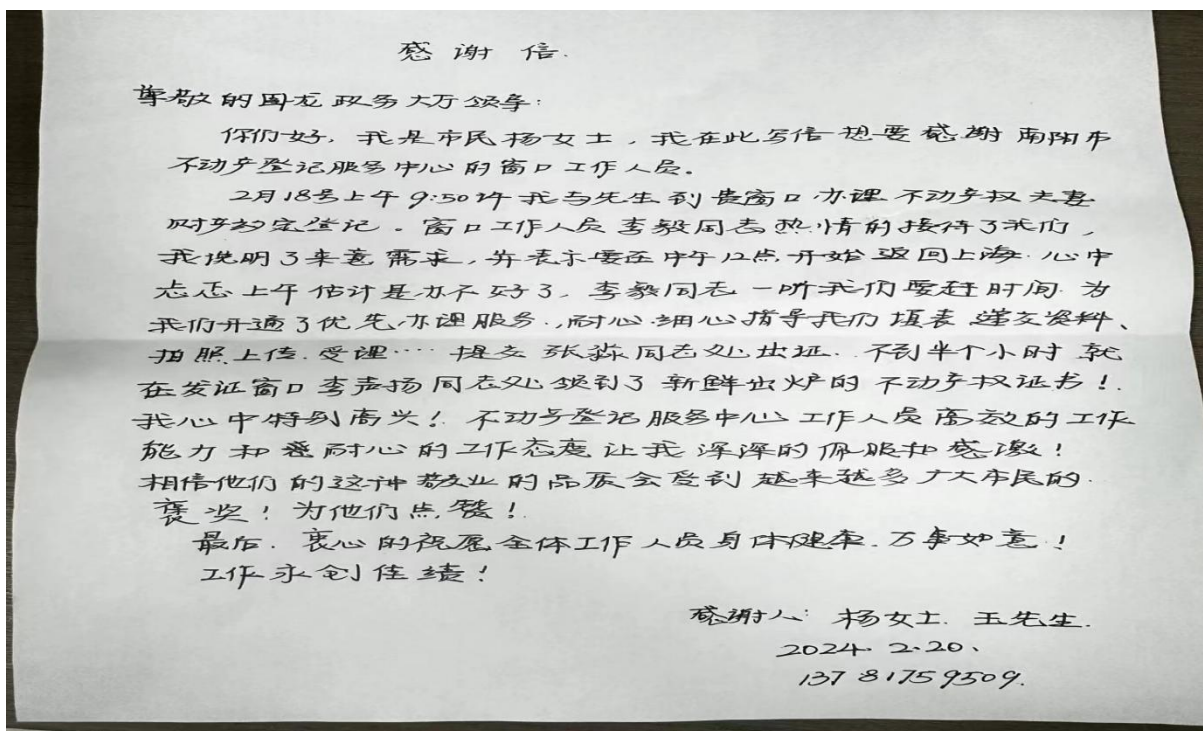 感谢信.
尊敬的周龙政务大厅领导:
你们好,我是市民杨女士,我在此写信想要感谢南阳市
不动产登记服务中心的窗口工作人员。
2月18号上午9:50许我与先生到贵窗口办理不动产权夫妻
财产约定登记。窗口工作人员李毅同志热情的接待了我们,
我说明了来意需求,并表示要在中午12点开始返回上海.心中
忐忑上午估计是办不好了,李毅同志一听我们要赶时间.为
我们开通了优先办理服务.,耐心.细心指导我们填表.递交资料、
拍照上传.受理……提交张淼同志处出证.不到半个小时就
在发证窗口李声扬同志处领到了新鲜出炉的不动产权证书!.
我心中特别高兴!不动产登记服务中心工作人员高效的工作
能力和爱耐心的工作态度让我深深的佩服和感激!
相信他们的这种敬业的品质会受到越来越多广大市民的.
褒奖!为他们点赞!
最后.衷心的祝愿全体工作人员身体健康.万事如意!
工作永创佳绩!
感谢人:杨女士.王先生.
2024.2.20、
13781759509.